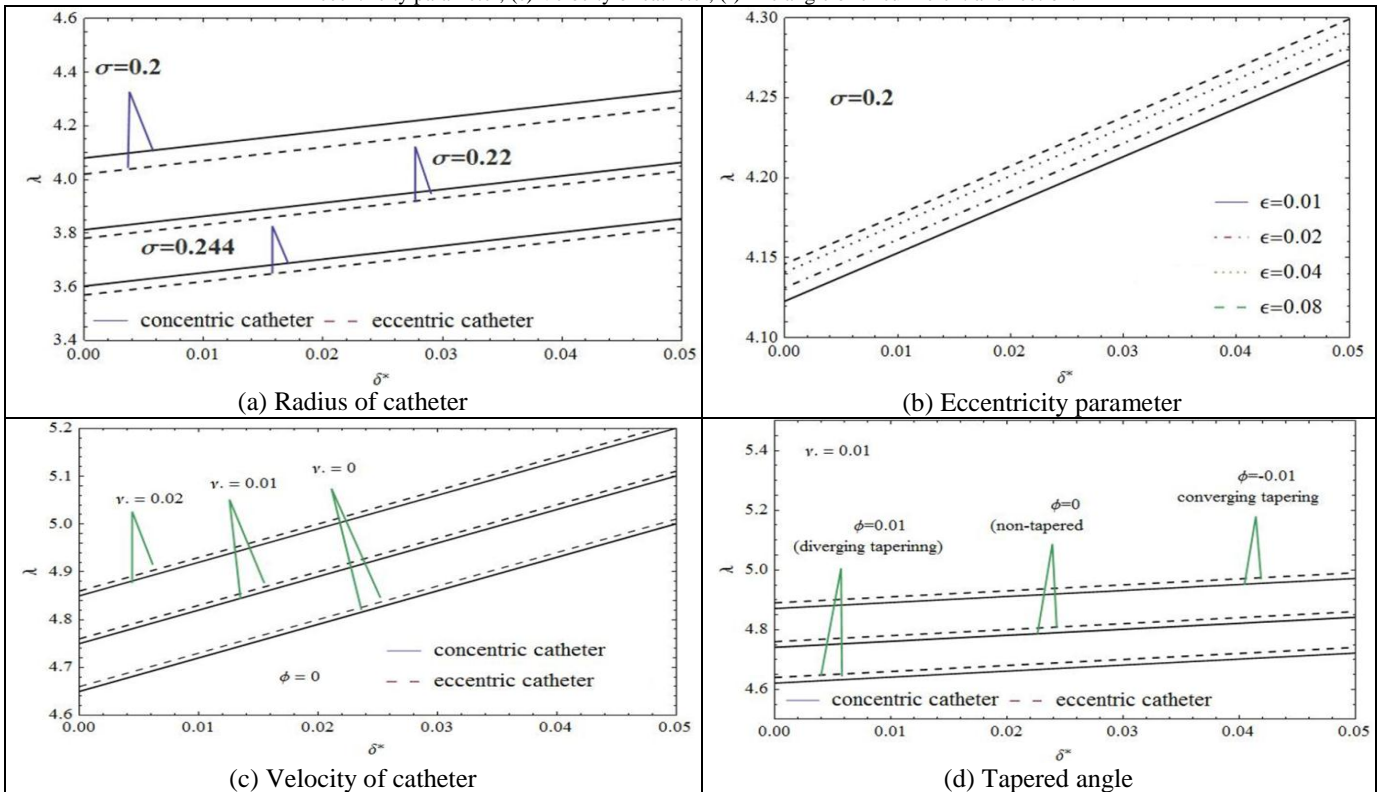 4.6
4.4
4.2
4.0
3.8
3.6
3.4
λ
σ=0.2
σ=0.22
σ=0.244
concentric catheter
eccentric catheter
0.00 0.01 0.02 0.03 0.04 0.05
δ*
(a) Radius of catheter
4.30
4.25
4.20
4.15
4.10
λ
σ=0.2
ϵ=0.01
ϵ=0.02
ϵ=0.04
ϵ=0.08
0.00 0.01 0.02 0.03 0.04 0.05
δ*
(b) Eccentricity parameter
5.2
5.1
5.0
4.9
4.8
4.7
4.6
λ
v. = 0.02
v. = 0.01
v. = 0
concentric catheter
eccentric catheter
ϕ = 0
0.00 0.01 0.02 0.03 0.04 0.05
δ*
(c) Velocity of catheter
5.4
5.2
5.0
4.8
4.6
λ
v. = 0.01
ϕ=0.01
(diverging taperinng)
ϕ=0
(non-tapered
ϕ=-0.01
converging tapering
concentric catheter
eccentric catheter
0.00 0.01 0.02 0.03 0.04 0.05
δ*
(d) Tapered angle